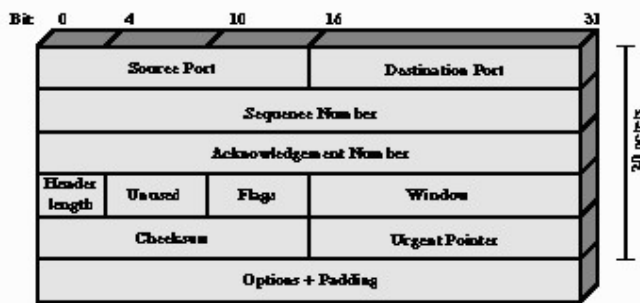 Bit: 0 4 10 16 31
Source Port Destination Port
Sequence Number
Acknowledgement Number
Header length Unused Flags Window
Checksum Urgent Pointer
Options + Padding
20 octets